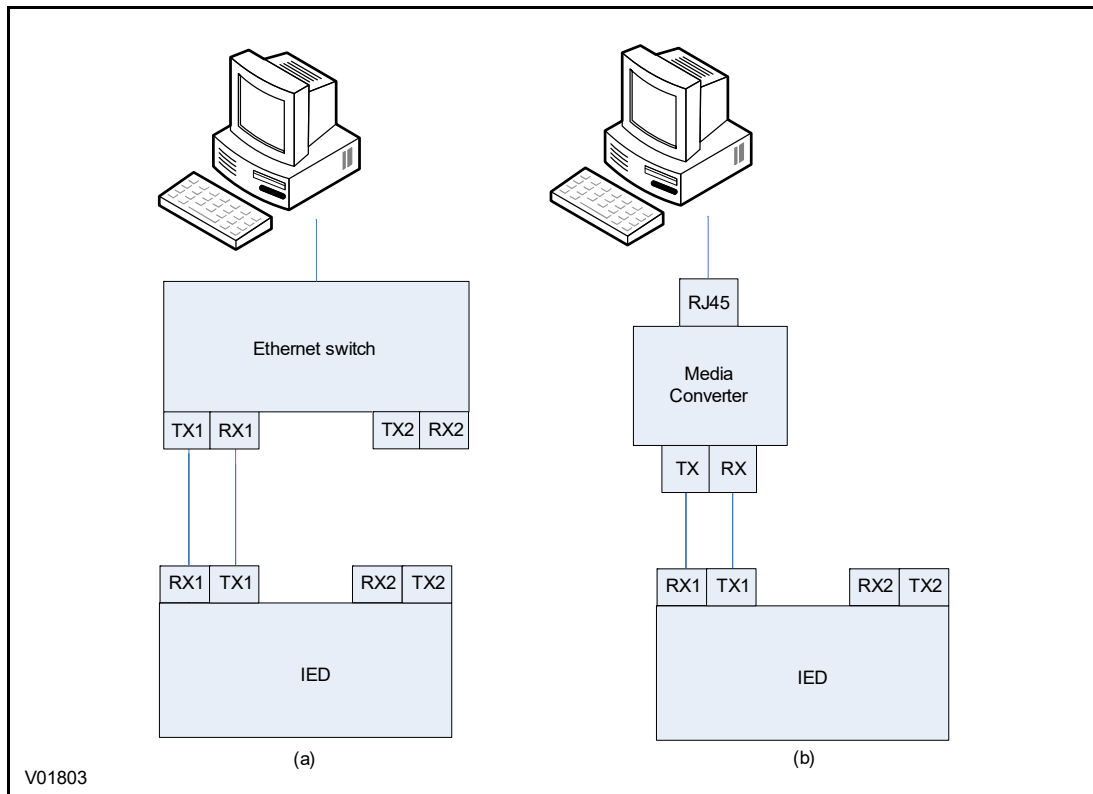 Ethernet switch
TX1 RX1 TX2 RX2
RX1 TX1 RX2 TX2
IED
(a)
RJ45
Media
Converter
TX RX
RX1 TX1 RX2 TX2
IED
(b)
V01803